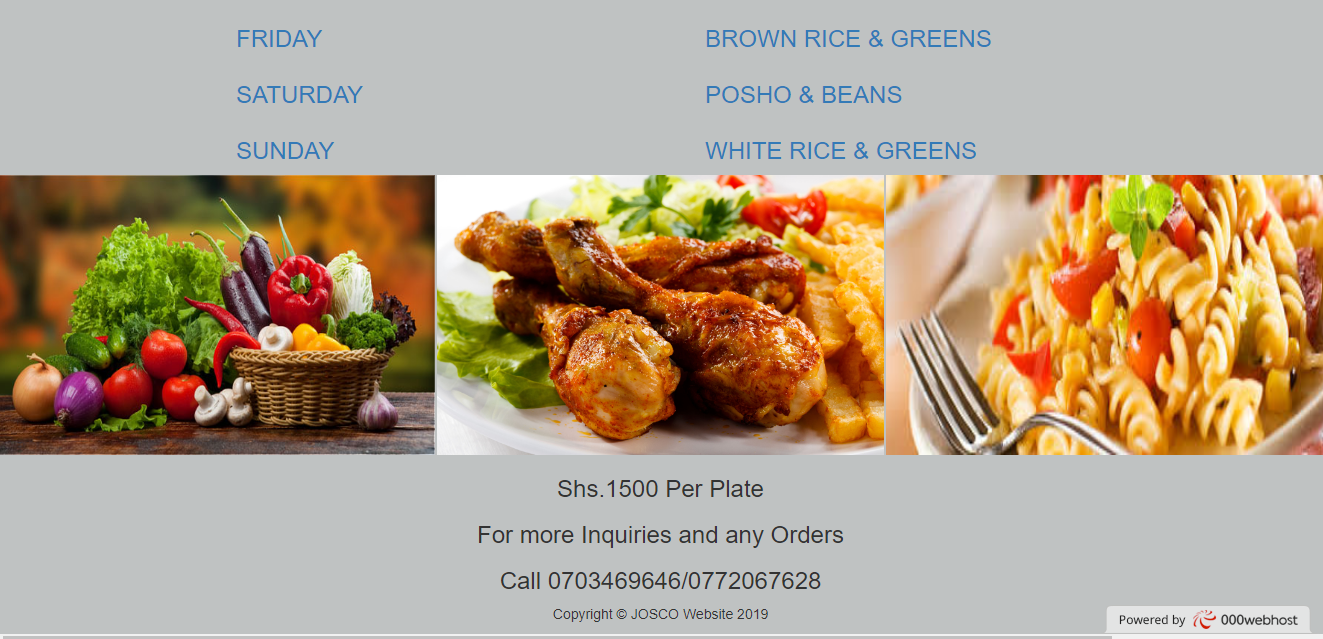 FRIDAY BROWN RICE & GREENS
SATURDAY POSHO & BEANS
SUNDAY WHITE RICE & GREENS
Shs.1500 Per Plate
For more Inquiries and any Orders
Call 0703469646/0772067628
Copyright © JOSCO Website 2019
Powered by 000webhost